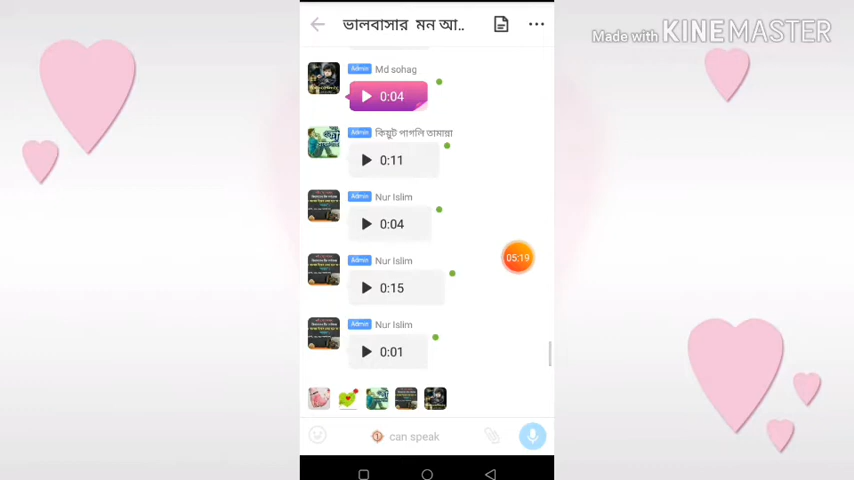 ভালবাসার মন আ..
Made with KINEMASTER
Admin Md sohag
0:04
Admin কিয়ুট পাগলি তামান্না
0:11
Admin Nur Islim
0:04
05:19
Admin Nur Islim
0:15
Admin Nur Islim
0:01
can speak